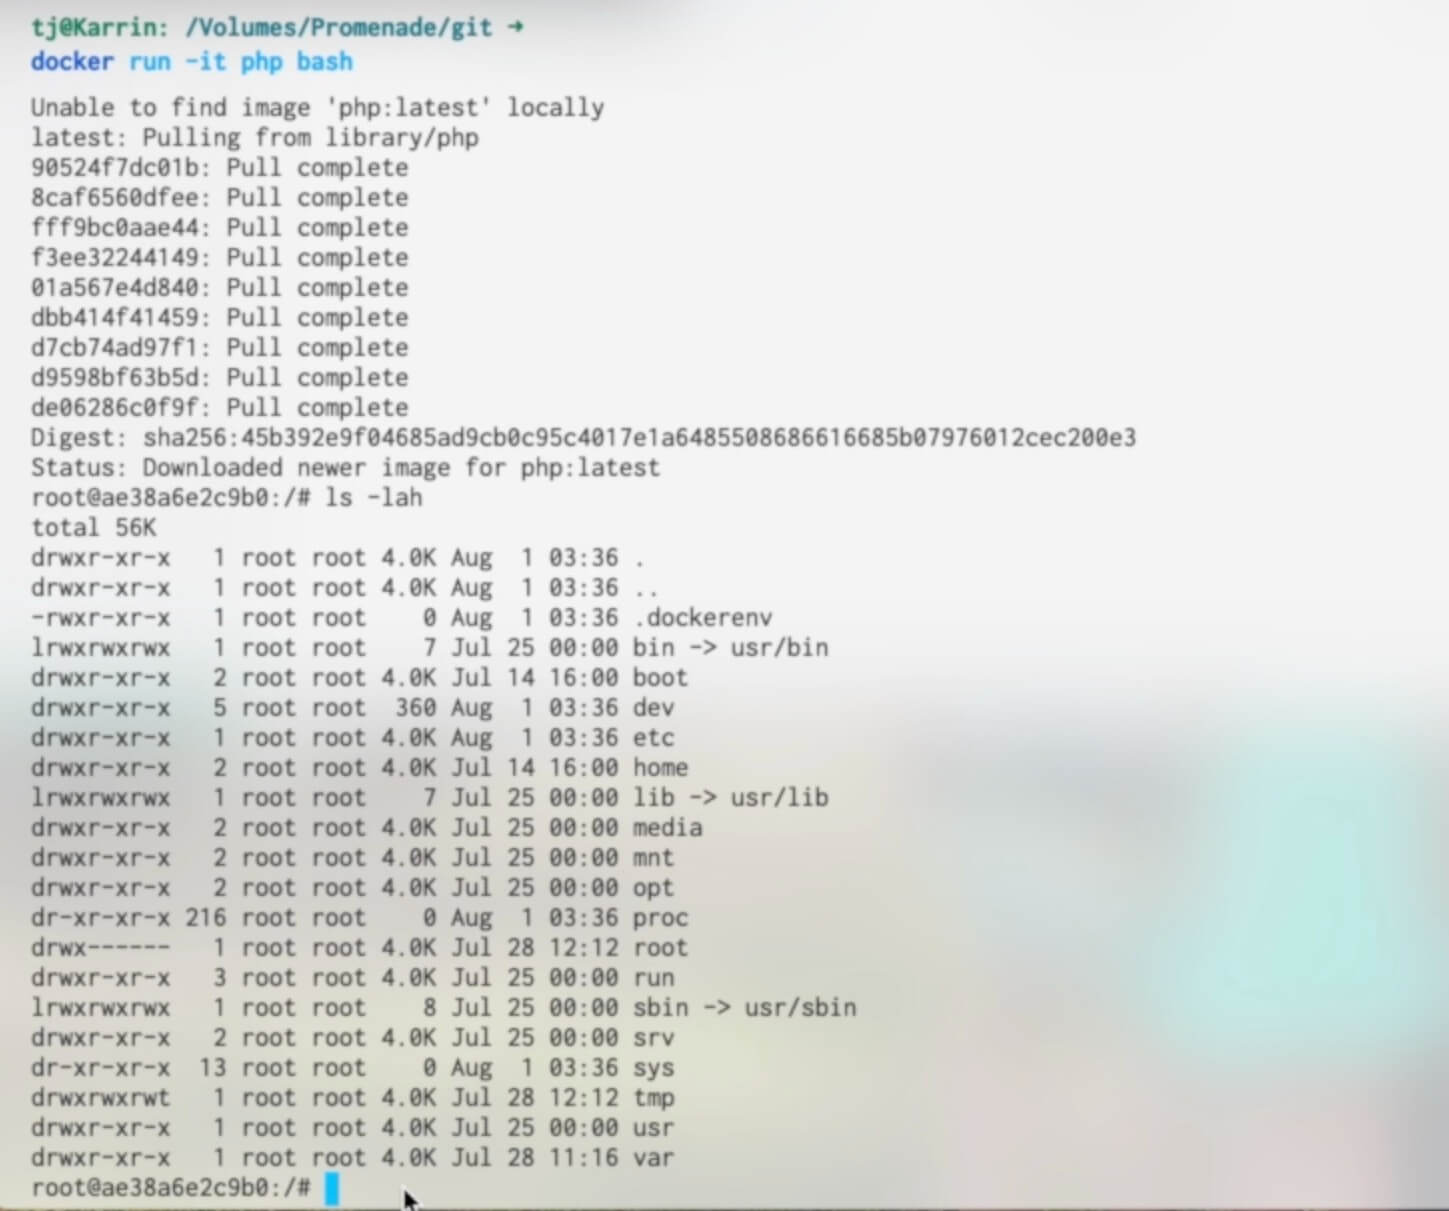 tj@Karrin: /Volumes/Promenade/git →
docker run -it php bash
Unable to find image 'php:latest' locally
latest: Pulling from library/php
90524f7dc01b: Pull complete
8caf6560dfee: Pull complete
fff9bc0aae44: Pull complete
f3ee32244149: Pull complete
01a567e4d840: Pull complete
dbb414f41459: Pull complete
d7cb74ad97f1: Pull complete
d9598bf63b5d: Pull complete
de06286c0f9f: Pull complete
Digest: sha256:45b392e9f04685ad9cb0c95c4017e1a6485508686616685b07976012cec200e3
Status: Downloaded newer image for php:latest
root@ae38a6e2c9b0:/# ls -lah
total 56K
drwxr-xr-x   1 root root 4.0K Aug  1 03:36 .
drwxr-xr-x   1 root root 4.0K Aug  1 03:36 ..
-rwxr-xr-x   1 root root    0 Aug  1 03:36 .dockerenv
lrwxrwxrwx   1 root root    7 Jul 25 00:00 bin -> usr/bin
drwxr-xr-x   2 root root 4.0K Jul 14 16:00 boot
drwxr-xr-x   5 root root  360 Aug  1 03:36 dev
drwxr-xr-x   1 root root 4.0K Aug  1 03:36 etc
drwxr-xr-x   2 root root 4.0K Jul 14 16:00 home
lrwxrwxrwx   1 root root    7 Jul 25 00:00 lib -> usr/lib
drwxr-xr-x   2 root root 4.0K Jul 25 00:00 media
drwxr-xr-x   2 root root 4.0K Jul 25 00:00 mnt
drwxr-xr-x   2 root root 4.0K Jul 25 00:00 opt
dr-xr-xr-x 216 root root    0 Aug  1 03:36 proc
drwx------   1 root root 4.0K Jul 28 12:12 root
drwxr-xr-x   3 root root 4.0K Jul 25 00:00 run
lrwxrwxrwx   1 root root    8 Jul 25 00:00 sbin -> usr/sbin
drwxr-xr-x   2 root root 4.0K Jul 25 00:00 srv
dr-xr-xr-x  13 root root    0 Aug  1 03:36 sys
drwxrwxrwt   1 root root 4.0K Jul 28 12:12 tmp
drwxr-xr-x   1 root root 4.0K Jul 25 00:00 usr
drwxr-xr-x   1 root root 4.0K Jul 28 11:16 var
root@ae38a6e2c9b0:/#